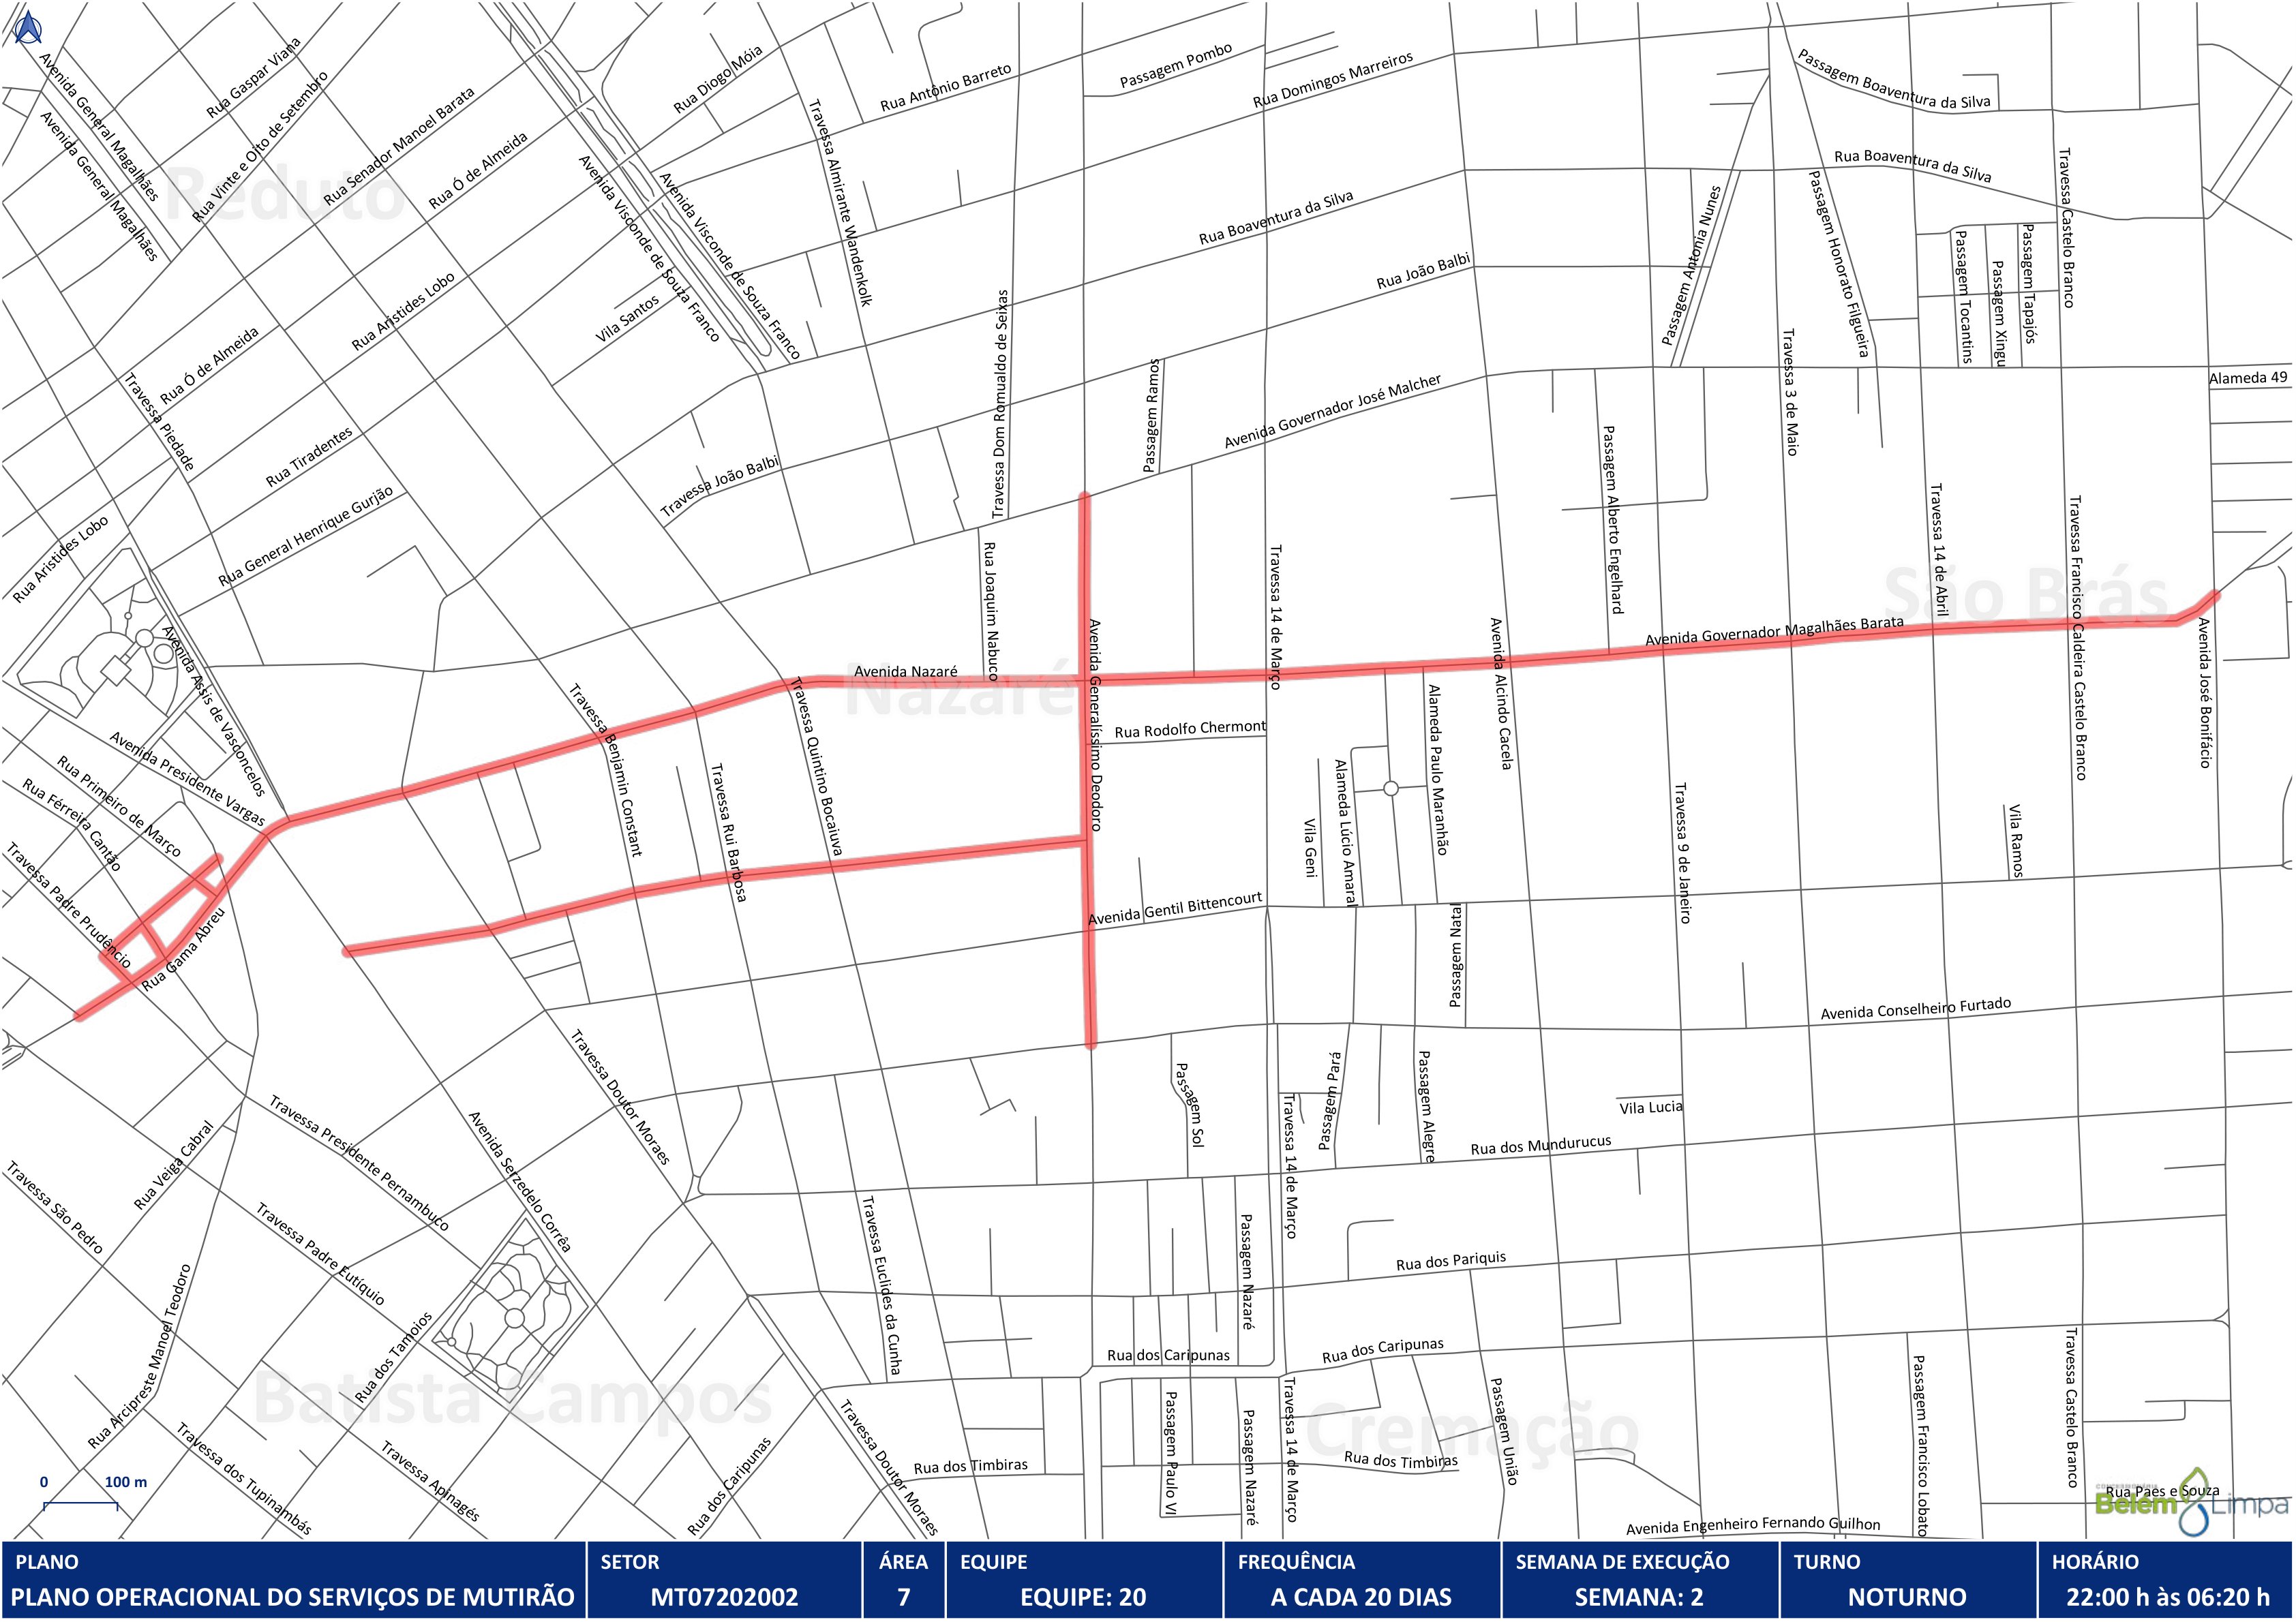 Avenida General Magalhães
Avenida General Magalhães
Rua Gaspar Viana
Rua Vinte e Oito de Setembro
Rua Senador Manoel Barata
Rua Ó de Almeida
Reduto
Rua Diogo Móia
Avenida Visconde de Souza Franco
Avenida Visconde de Souza Franco
Travessa Almirante Wandenkolk
Rua Antônio Barreto
Passagem Pombo
Rua Domingos Marreiros
Passagem Boaventura da Silva
Rua Boaventura da Silva
Rua Boaventura da Silva
Travessa Castelo Branco
Passagem Antonia Nunes
Passagem Honorato Filgueira
Passagem Tocantins
Passagem Xingu
Passagem Tapajós
Rua João Balbi
Rua Aristides Lobo
Vila Santos
Rua Ó de Almeida
Travessa Piedade
Rua Tiradentes
Rua General Henrique Gurjão
Rua Aristides Lobo
Travessa João Balbi
Travessa Dom Romualdo de Seixas
Passagem Ramos
Avenida Governador José Malcher
Travessa 3 de Maio
Alameda 49
Passagem Alberto Engelhard
Travessa 14 de Abril
Travessa Francisco Caldeira Castelo Branco
São Brás
Rua Joaquim Nabuco
Travessa 14 de Março
Avenida Governador Magalhães Barata
Avenida José Bonifácio
Avenida Alcindo Cacela
Avenida Nazaré
Nazaré
Avenida Generalíssimo Deodoro
Rua Rodolfo Chermont
Avenida Assis de Vasconcelos
Avenida Presidente Vargas
Rua Primeiro de Março
Rua Férreira Cantão
Travessa Padre Prudêncio
Rua Gama Abreu
Travessa Benjamin Constant
Travessa Rui Barbosa
Travessa Quintino Bocaiuva
Vila Geni
Alameda Lúcio Amaral
Alameda Paulo Maranhão
Travessa 9 de Janeiro
Vila Ramos
Avenida Gentil Bittencourt
Passagem Natal
Avenida Conselheiro Furtado
Travessa Doutor Moraes
Passagem Sol
Passagem Pará
Passagem Alegre
Travessa 14 de Março
Vila Lucia
Rua dos Mundurucus
Travessa Presidente Pernambuco
Rua Veiga Cabral
Avenida Serzedelo Corrêa
Travessa São Pedro
Travessa Padre Eutíquio
Rua dos Tamoios
Rua Arcipreste Manoel Teodoro
Travessa Euclides da Cunha
Passagem Nazaré
Rua dos Pariquis
Rua dos Caripunas
Rua dos Caripunas
Batista Campos
Cremação
Travessa dos Tupinambás
Travessa Apinagés
Rua dos Caripunas
Travessa Doutor Moraes
Rua dos Timbiras
Passagem Paulo VI
Passagem Nazaré
Travessa 14 de Março
Rua dos Timbiras
Passagem União
Passagem Francisco Lobato
Travessa Castelo Branco
Rua Paes e Souza
Avenida Engenheiro Fernando Guilhon
0 100 m
Belém Limpa
PLANO
PLANO OPERACIONAL DO SERVIÇOS DE MUTIRÃO
SETOR
MT07202002
ÁREA
7
EQUIPE
EQUIPE: 20
FREQUÊNCIA
A CADA 20 DIAS
SEMANA DE EXECUÇÃO
SEMANA: 2
TURNO
NOTURNO
HORÁRIO
22:00 h às 06:20 h